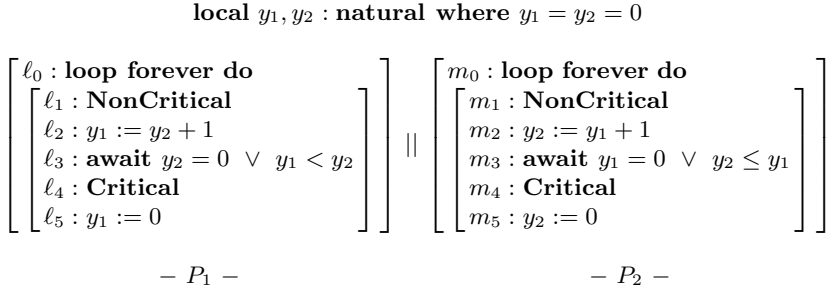 local y₁, y₂ : natural where y₁ = y₂ = 0
ℓ₀ : loop forever do || m₀ : loop forever do
ℓ₁ : NonCritical m₁ : NonCritical
ℓ₂ : y₁ := y₂ + 1 m₂ : y₂ := y₁ + 1
ℓ₃ : await y₂ = 0 ∨ y₁ < y₂ m₃ : await y₁ = 0 ∨ y₂ ≤ y₁
ℓ₄ : Critical m₄ : Critical
ℓ₅ : y₁ := 0 m₅ : y₂ := 0
– P₁ – – P₂ –